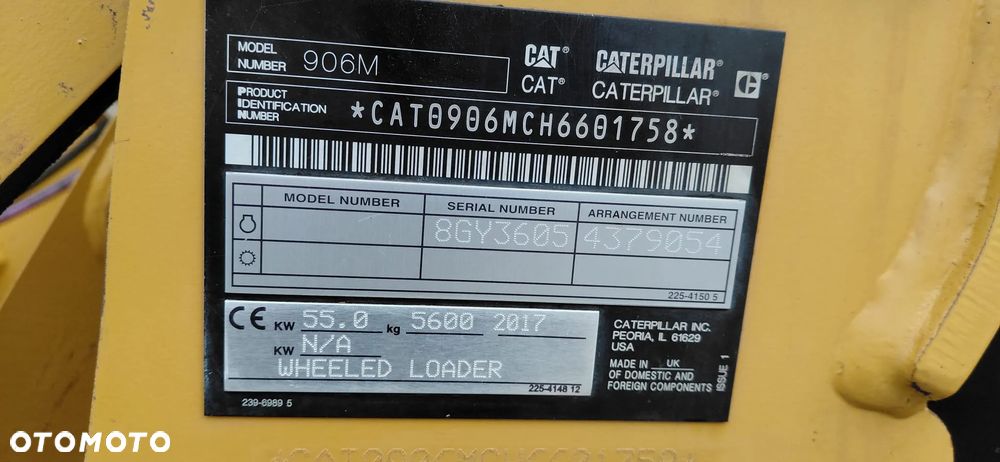 MODEL NUMBER 906M
CAT® CATERPILLAR®
CAT® CATERPILLAR®
PRODUCT IDENTIFICATION NUMBER *CAT0906MCH6601758*
MODEL NUMBER SERIAL NUMBER ARRANGEMENT NUMBER
8GY3605 4379054
225-4150 5
CE KW 55.0 kg 5600 2017
KW N/A
WHEELED LOADER
225-4148 12
239-6989 5
CATERPILLAR INC.
PEORIA, IL 61629
USA
MADE IN UK
OF DOMESTIC AND
FOREIGN COMPONENTS
ISSUE 1
*CAT0906MCH6601758*
OTOMOTO